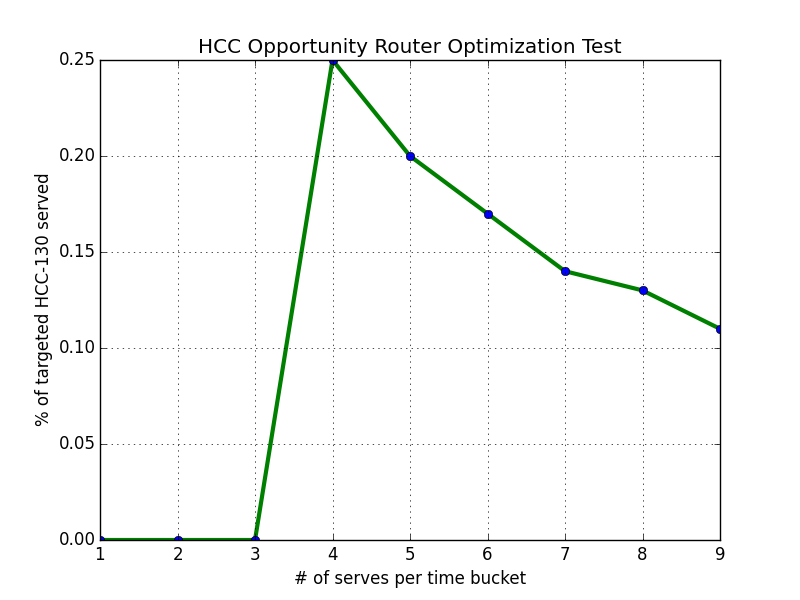 HCC Opportunity Router Optimization Test
0.25
0.20
0.15
0.10
0.05
0.00
% of targeted HCC-130 served
1 2 3 4 5 6 7 8 9
# of serves per time bucket